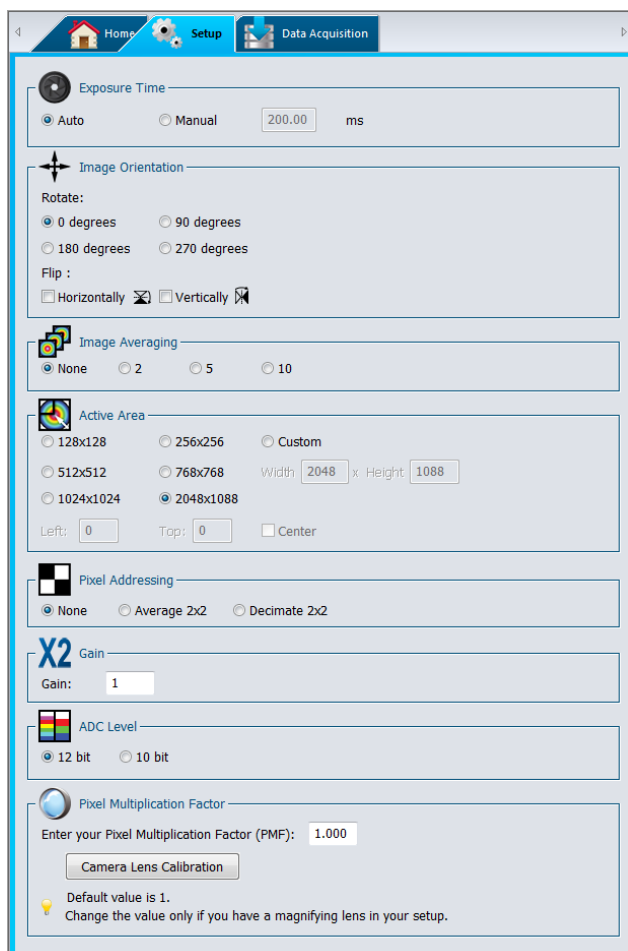 Home Setup Data Acquisition
Exposure Time
Auto Manual 200.00 ms
Image Orientation
Rotate:
0 degrees 90 degrees
180 degrees 270 degrees
Flip :
Horizontally Vertically
Image Averaging
None 2 5 10
Active Area
128x128 256x256 Custom
512x512 768x768 Width 2048 x Height 1088
1024x1024 2048x1088
Left: 0 Top: 0 Center
Pixel Addressing
None Average 2x2 Decimate 2x2
X2 Gain
Gain: 1
ADC Level
12 bit 10 bit
Pixel Multiplication Factor
Enter your Pixel Multiplication Factor (PMF): 1.000
Camera Lens Calibration
Default value is 1.
Change the value only if you have a magnifying lens in your setup.